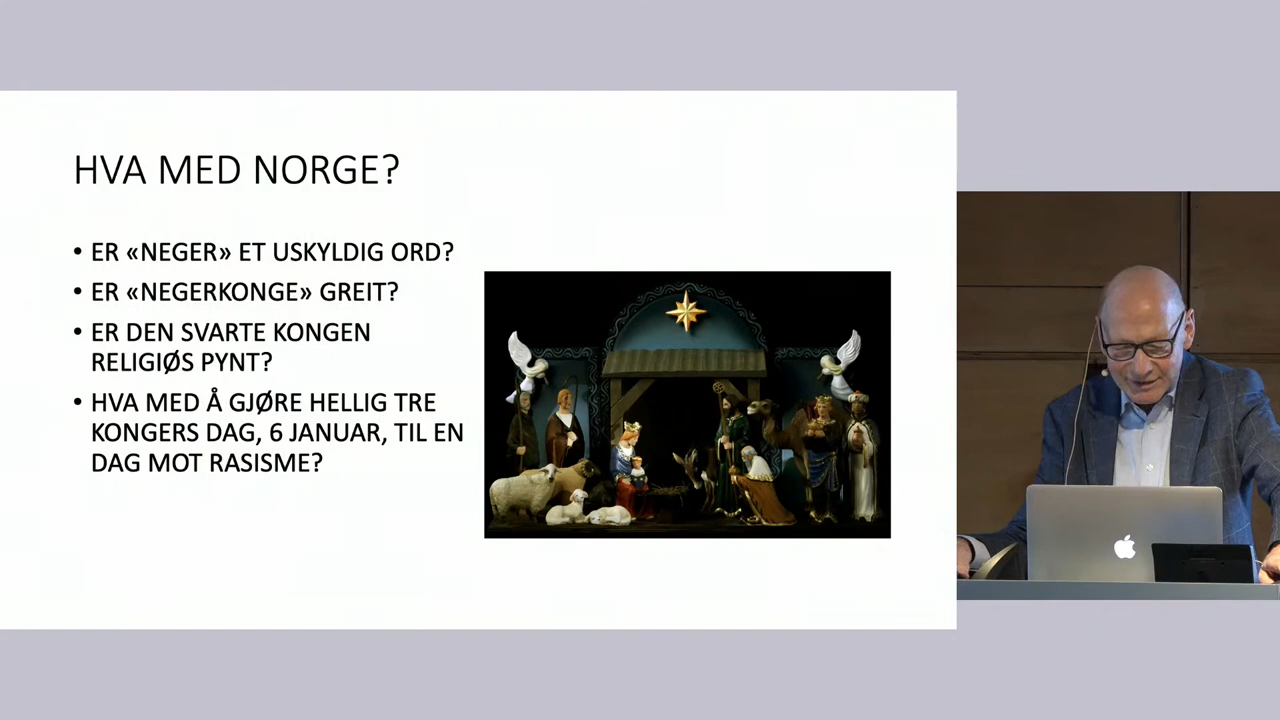 HVA MED NORGE?
• ER «NEGER» ET USKYLDIG ORD?
• ER «NEGERKONGE» GREIT?
• ER DEN SVARTE KONGEN
RELIGIØS PYNT?
• HVA MED Å GJØRE HELLIG TRE
KONGERS DAG, 6 JANUAR, TIL EN
DAG MOT RASISME?